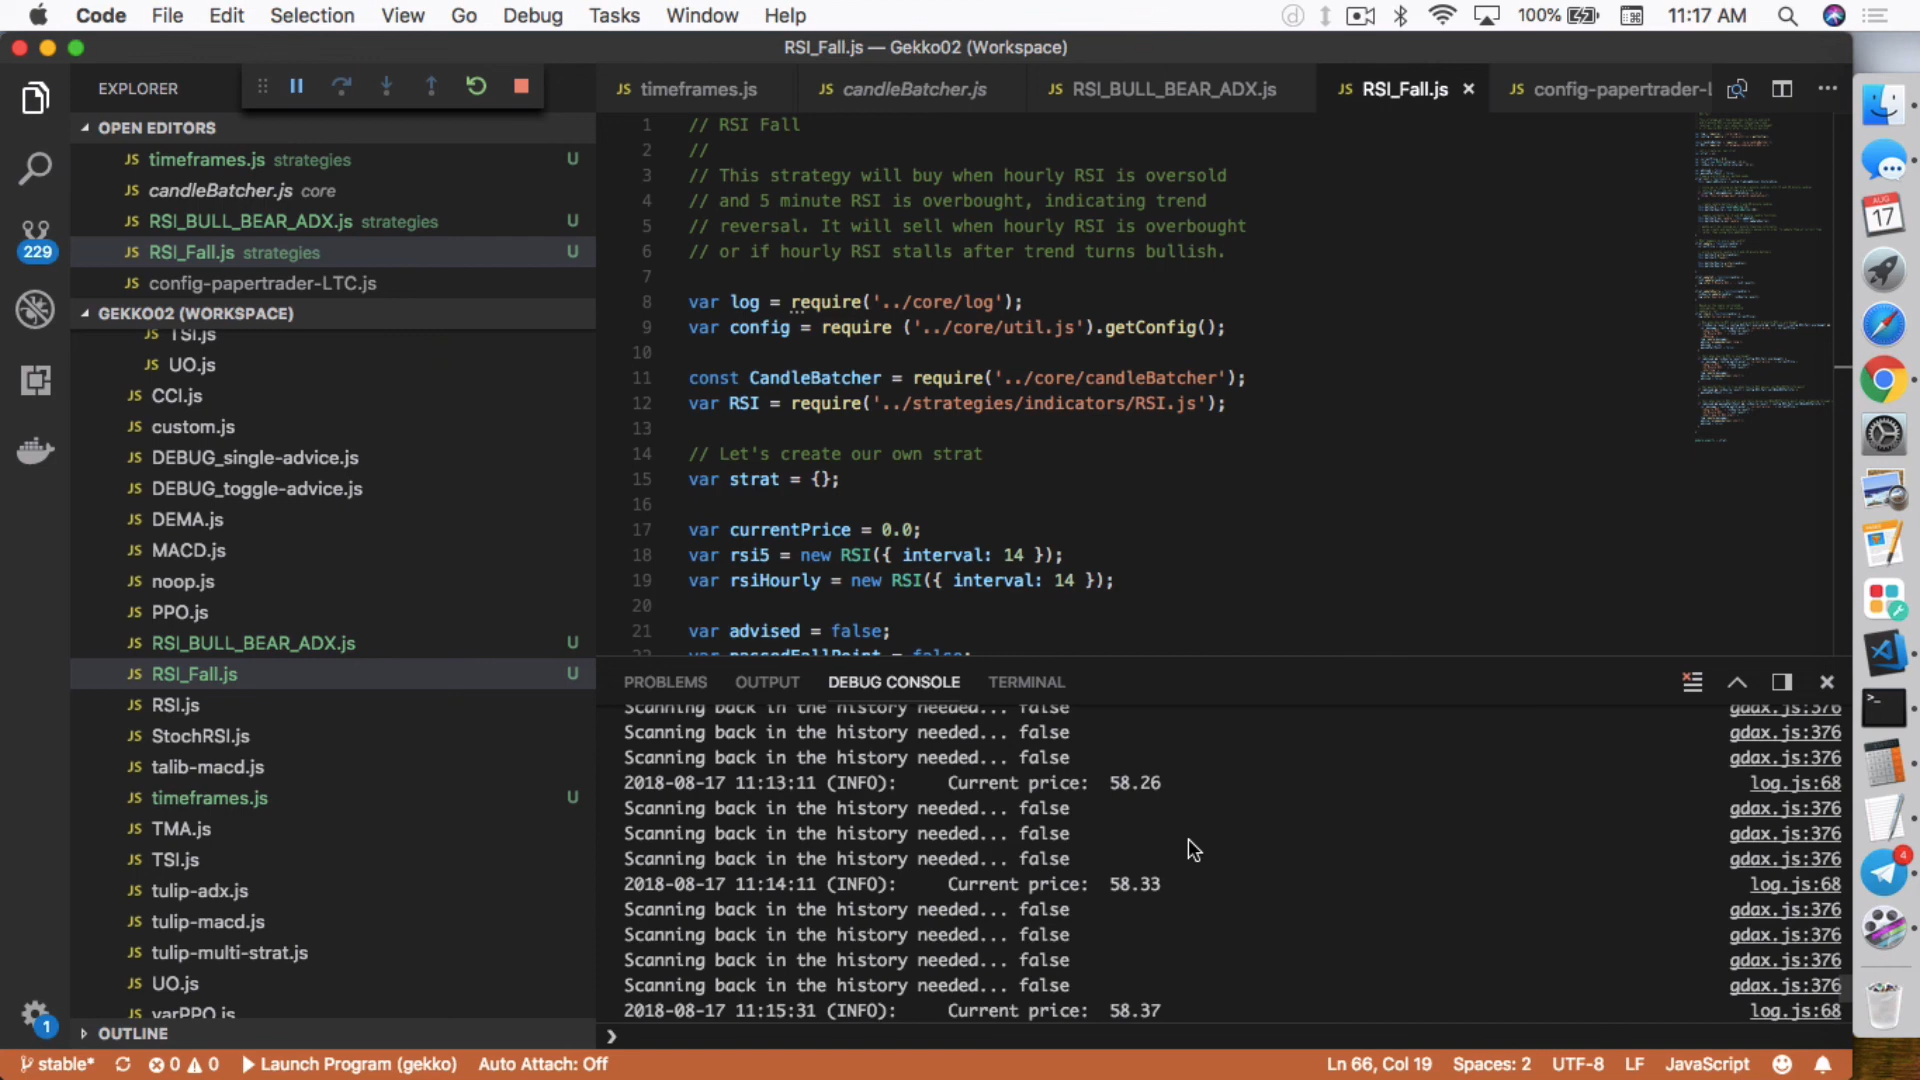 Code File Edit Selection View Go Debug Tasks Window Help 100% 11:17 AM
RSI_Fall.js — Gekko02 (Workspace)
EXPLORER
timeframes.js candleBatcher.js RSI_BULL_BEAR_ADX.js RSI_Fall.js config-papertrader-L
OPEN EDITORS
JS timeframes.js strategies U
JS candleBatcher.js core
JS RSI_BULL_BEAR_ADX.js strategies U
JS RSI_Fall.js strategies U
JS config-papertrader-LTC.js
229
GEKKO02 (WORKSPACE)
JS TSI.js
JS UO.js
JS CCI.js
JS custom.js
JS DEBUG_single-advice.js
JS DEBUG_toggle-advice.js
JS DEMA.js
JS MACD.js
JS noop.js
JS PPO.js
JS RSI_BULL_BEAR_ADX.js U
JS RSI_Fall.js U
JS RSI.js
JS StochRSI.js
JS talib-macd.js
JS timeframes.js U
JS TMA.js
JS TSI.js
JS tulip-adx.js
JS tulip-macd.js
JS tulip-multi-strat.js
JS UO.js
JS varPPO.js
OUTLINE
1
1 // RSI Fall
2 //
3 // This strategy will buy when hourly RSI is oversold
4 // and 5 minute RSI is overbought, indicating trend
5 // reversal. It will sell when hourly RSI is overbought
6 // or if hourly RSI stalls after trend turns bullish.
7
8 var log = require('../core/log');
9 var config = require ('../core/util.js').getConfig();
10
11 const CandleBatcher = require('../core/candleBatcher');
12 var RSI = require('../strategies/indicators/RSI.js');
13
14 // Let's create our own strat
15 var strat = {};
16
17 var currentPrice = 0.0;
18 var rsi5 = new RSI({ interval: 14 });
19 var rsiHourly = new RSI({ interval: 14 });
20
21 var advised = false;
22 var passedFallPoint = false;
PROBLEMS OUTPUT DEBUG CONSOLE TERMINAL
Scanning back in the history needed... false gdax.js:376
Scanning back in the history needed... false gdax.js:376
Scanning back in the history needed... false gdax.js:376
2018-08-17 11:13:11 (INFO): Current price: 58.26 log.js:68
Scanning back in the history needed... false gdax.js:376
Scanning back in the history needed... false gdax.js:376
Scanning back in the history needed... false gdax.js:376
2018-08-17 11:14:11 (INFO): Current price: 58.33 log.js:68
Scanning back in the history needed... false gdax.js:376
Scanning back in the history needed... false gdax.js:376
Scanning back in the history needed... false gdax.js:376
Scanning back in the history needed... false gdax.js:376
2018-08-17 11:15:31 (INFO): Current price: 58.37 log.js:68
stable* 0 0 Launch Program (gekko) Auto Attach: Off Ln 66, Col 19 Spaces: 2 UTF-8 LF JavaScript
AUG
17
4